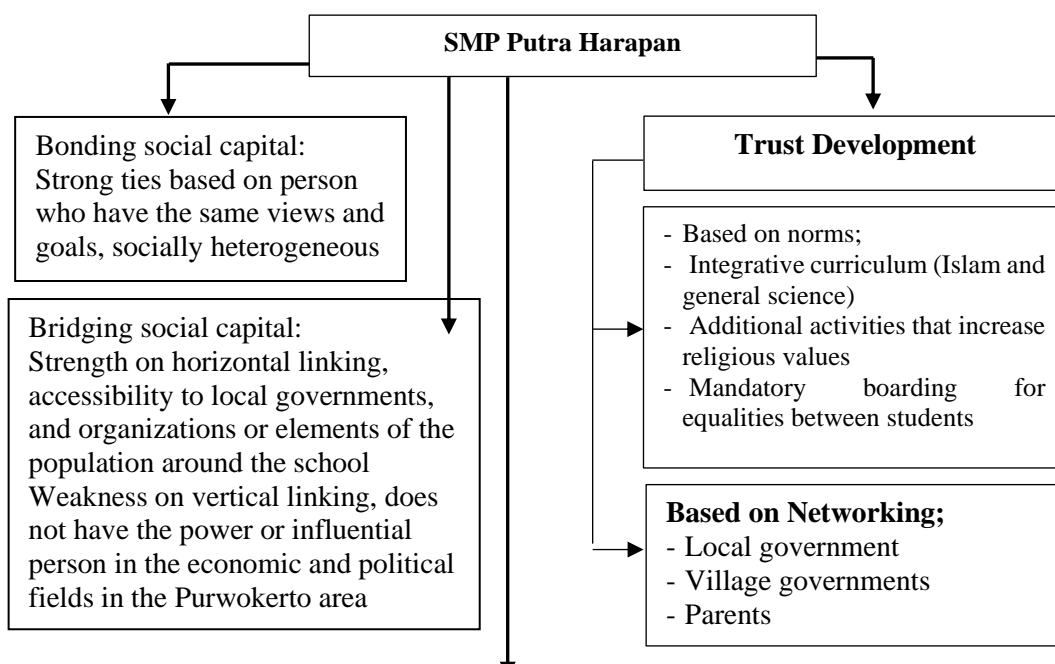 SMP Putra Harapan
Bonding social capital:
Strong ties based on person
who have the same views and
goals, socially heterogeneous
Bridging social capital:
Strength on horizontal linking,
accessibility to local governments,
and organizations or elements of the
population around the school
Weakness on vertical linking, does
not have the power or influential
person in the economic and political
fields in the Purwokerto area
Trust Development
- Based on norms;
- Integrative curriculum (Islam and
general science)
- Additional activities that increase
religious values
- Mandatory boarding for
equalities between students
Based on Networking;
- Local government
- Village governments
- Parents